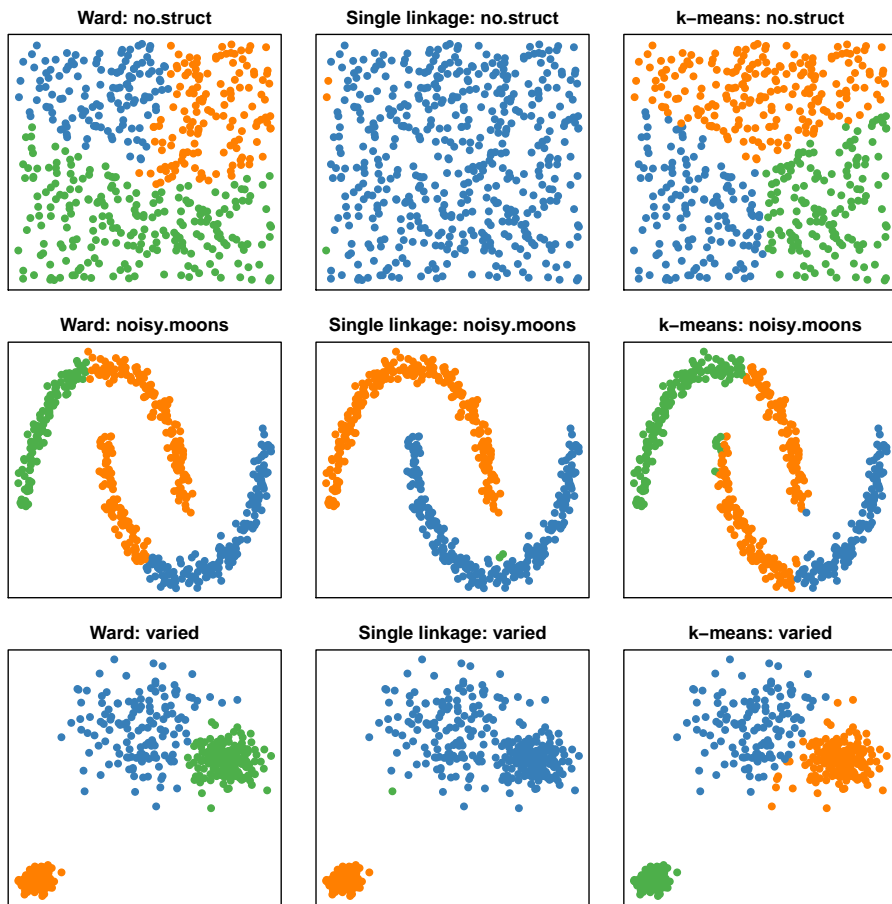 Ward: no.struct
Single linkage: no.struct
k−means: no.struct
Ward: noisy.moons
Single linkage: noisy.moons
k−means: noisy.moons
Ward: varied
Single linkage: varied
k−means: varied